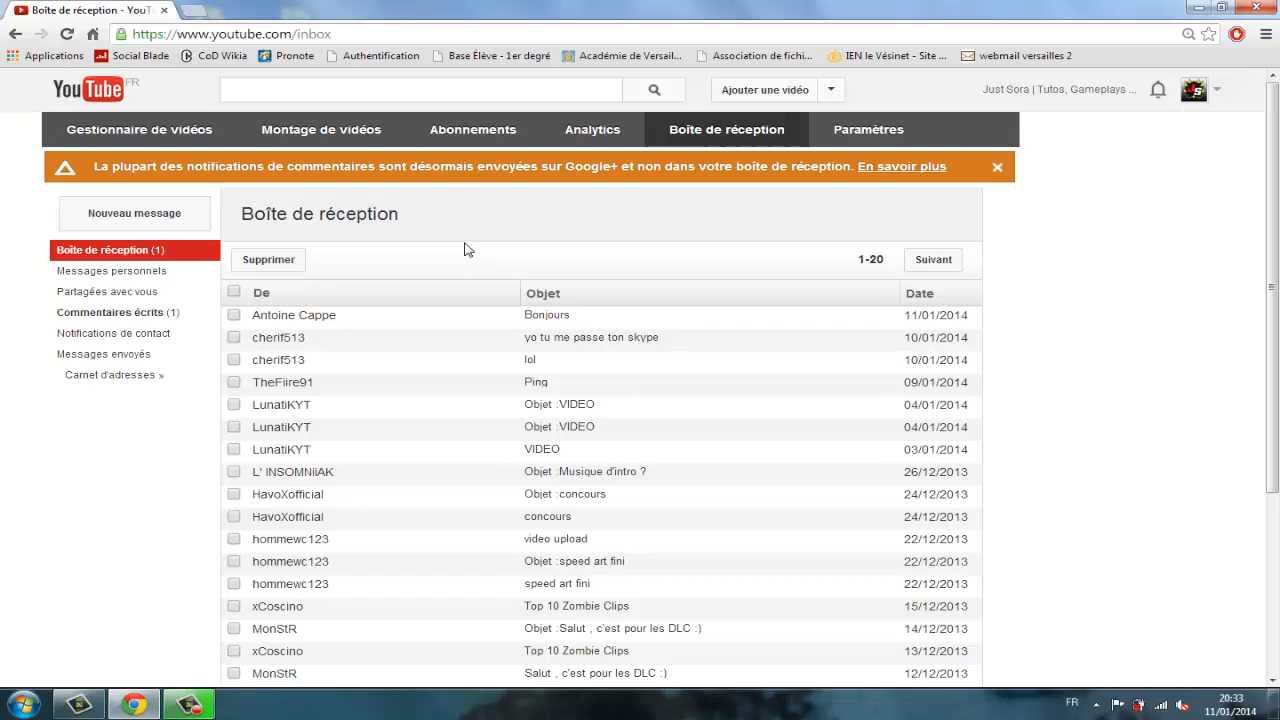 Boîte de réception - YouT
https://www.youtube.com/inbox
Applications Social Blade CoD Wikia Pronote Authentification Base Élève - 1er degré Académie de Versail... Association de fichi... IEN le Vésinet - Site ... webmail versailles 2
YouTube FR
Ajouter une vidéo
Just Sora | Tutos, Gameplays ...
Gestionnaire de vidéos Montage de vidéos Abonnements Analytics Boîte de réception Paramètres
La plupart des notifications de commentaires sont désormais envoyées sur Google+ et non dans votre boîte de réception. En savoir plus
Nouveau message
Boîte de réception (1)
Messages personnels
Partagées avec vous
Commentaires écrits (1)
Notifications de contact
Messages envoyés
Carnet d'adresses »
Boîte de réception
Supprimer 1-20 Suivant
De Objet Date
Antoine Cappe Bonjours 11/01/2014
cherif513 yo tu me passe ton skype 10/01/2014
cherif513 lol 10/01/2014
TheFiire91 Ping 09/01/2014
LunatiKYT Objet :VIDEO 04/01/2014
LunatiKYT Objet :VIDEO 04/01/2014
LunatiKYT VIDEO 03/01/2014
L' INSOMNiiAK Objet :Musique d'intro ? 26/12/2013
HavoXofficial Objet :concours 24/12/2013
HavoXofficial concours 24/12/2013
hommewc123 video upload 22/12/2013
hommewc123 Objet :speed art fini 22/12/2013
hommewc123 speed art fini 22/12/2013
xCoscino Top 10 Zombie Clips 15/12/2013
MonStR Objet :Salut , c'est pour les DLC :) 14/12/2013
xCoscino Top 10 Zombie Clips 13/12/2013
MonStR Salut , c'est pour les DLC :) 12/12/2013
FR
20:33
11/01/2014